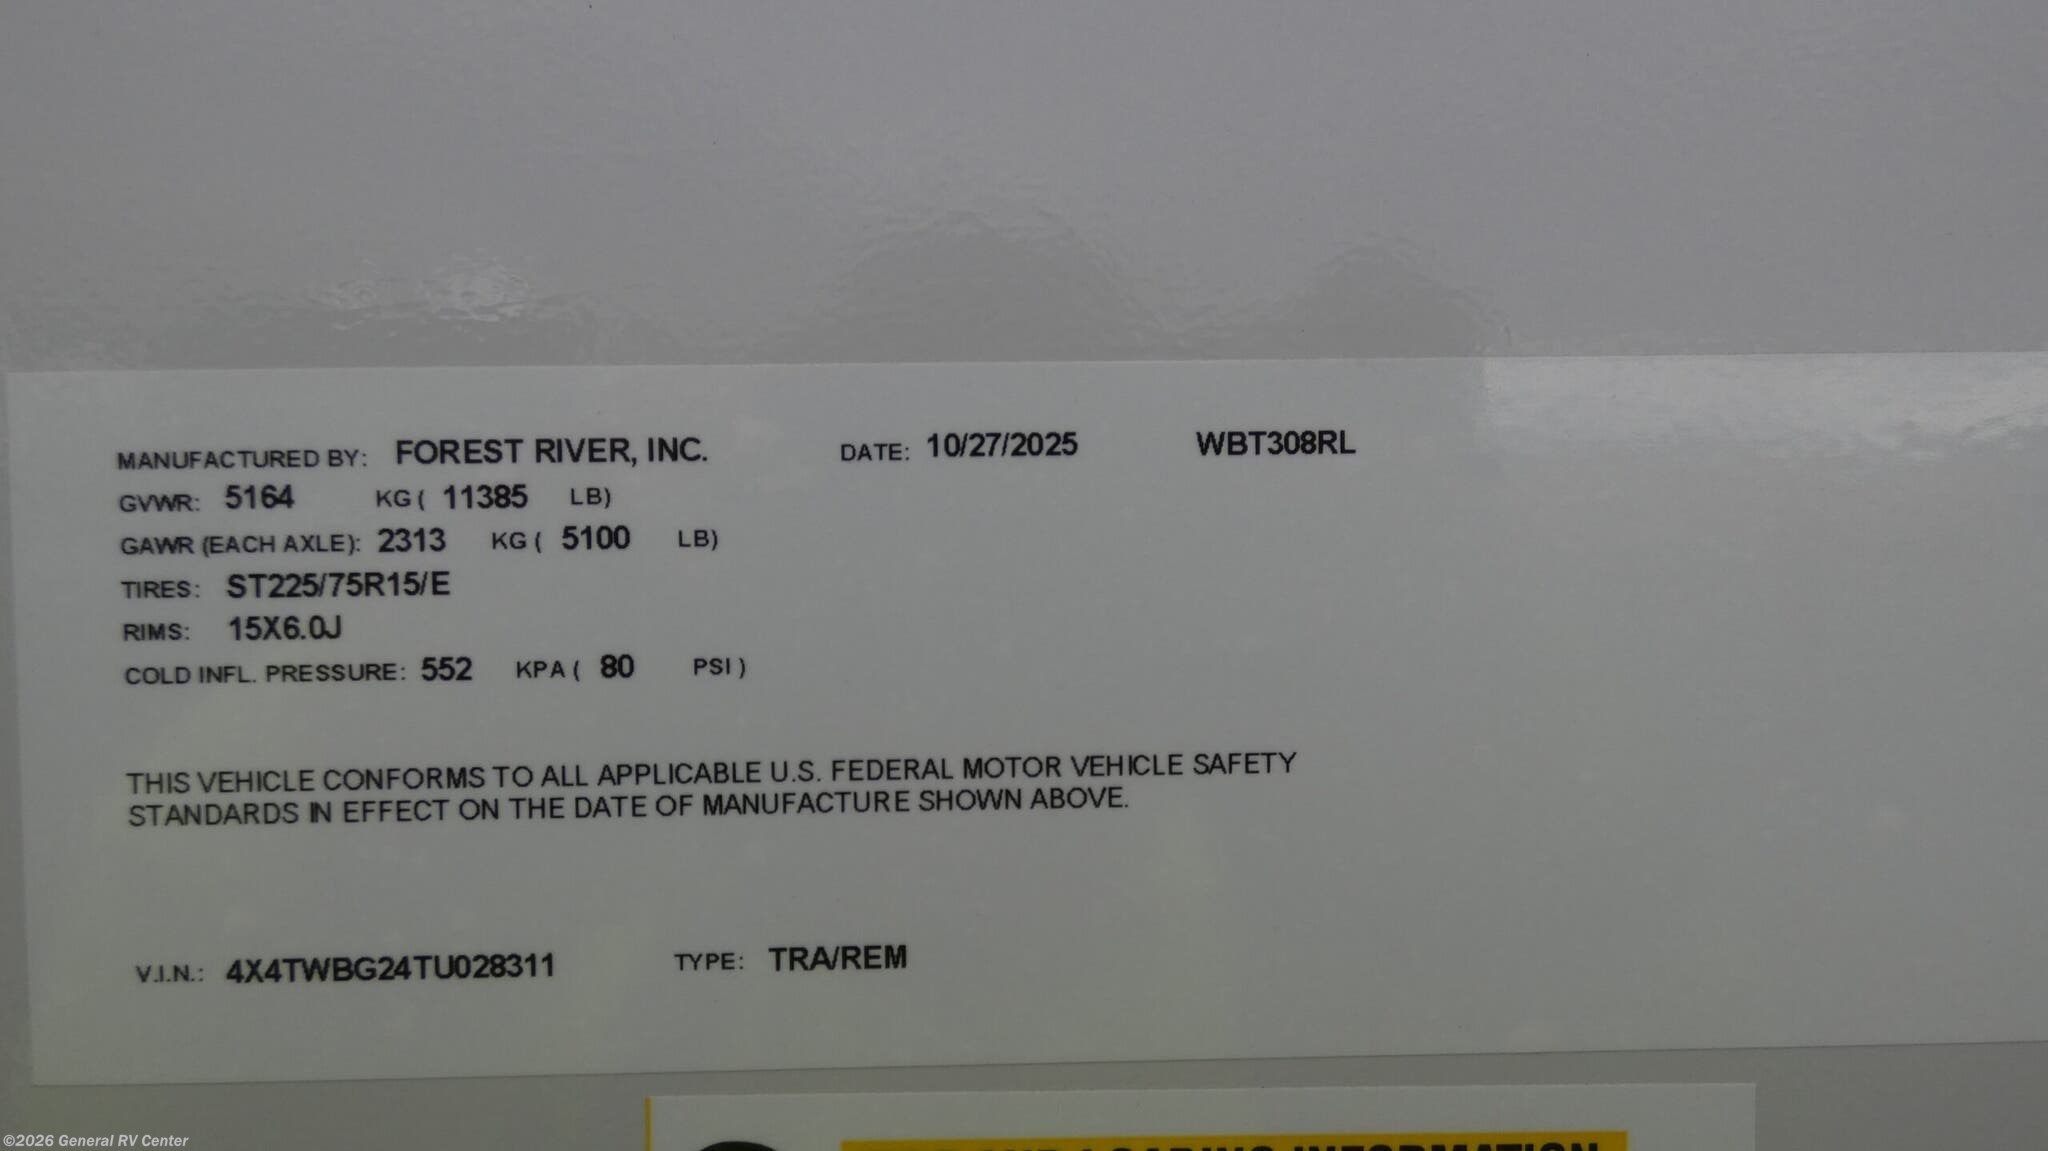 MANUFACTURED BY: FOREST RIVER, INC. DATE: 10/27/2025 WBT308RL
GVWR: 5164 KG ( 11385 LB)
GAWR (EACH AXLE): 2313 KG ( 5100 LB)
TIRES: ST225/75R15/E
RIMS: 15X6.0J
COLD INFL. PRESSURE: 552 KPA ( 80 PSI )
THIS VEHICLE CONFORMS TO ALL APPLICABLE U.S. FEDERAL MOTOR VEHICLE SAFETY
STANDARDS IN EFFECT ON THE DATE OF MANUFACTURE SHOWN ABOVE.
V.I.N.: 4X4TWBG24TU028311 TYPE: TRA/REM
AND LOADING INFORMATION
©2026 General RV Center